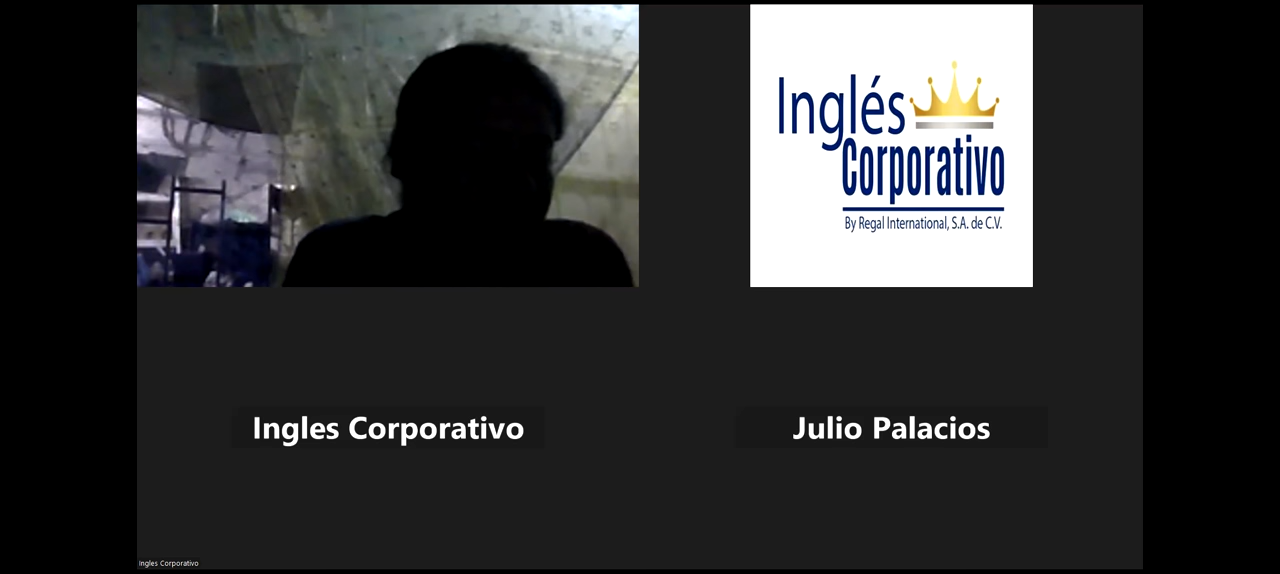 Inglés
Corporativo
By Regal International, S.A. de C.V.
Ingles Corporativo
Julio Palacios
Ingles Corporativo